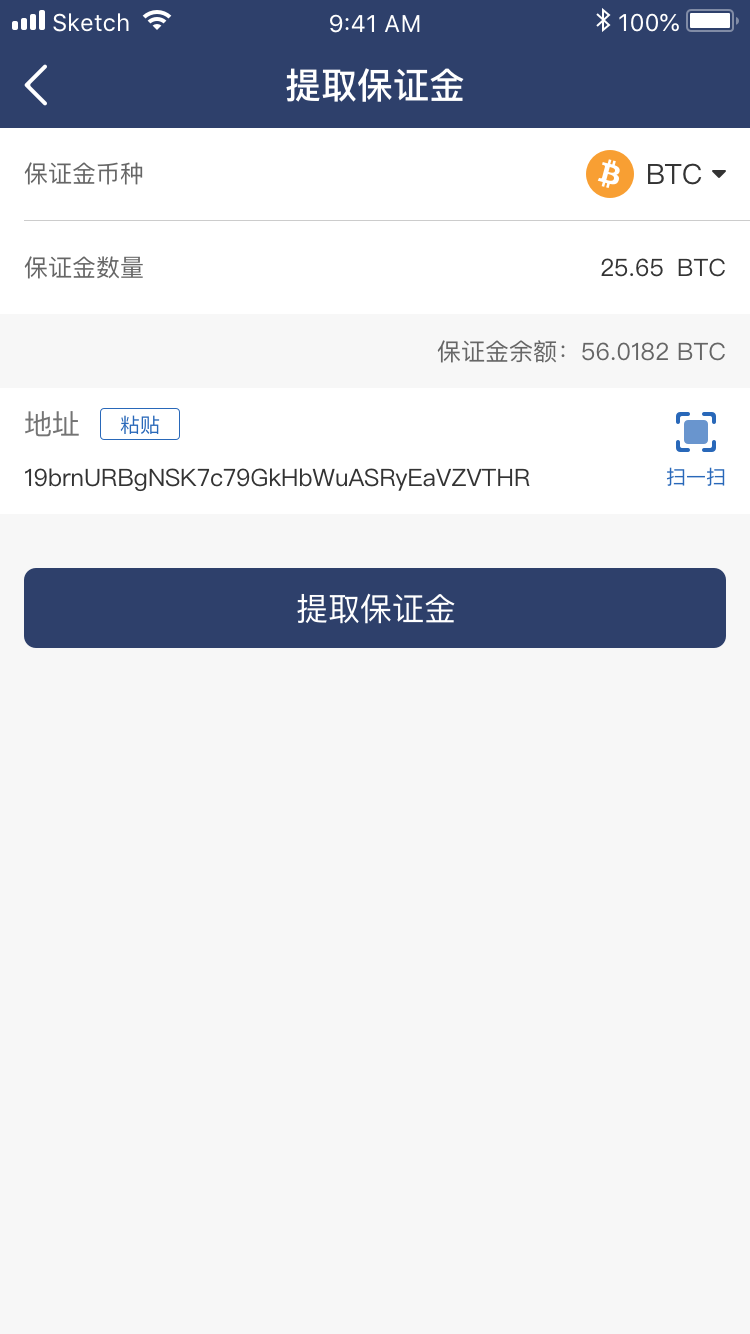 Sketch 9:41 AM 100%
提取保证金
保证金币种 BTC
保证金数量 25.65 BTC
保证金余额：56.0182 BTC
地址 粘贴
19brnURBgNSK7c79GkHbWuASRyEaVZVTHR 扫一扫
提取保证金